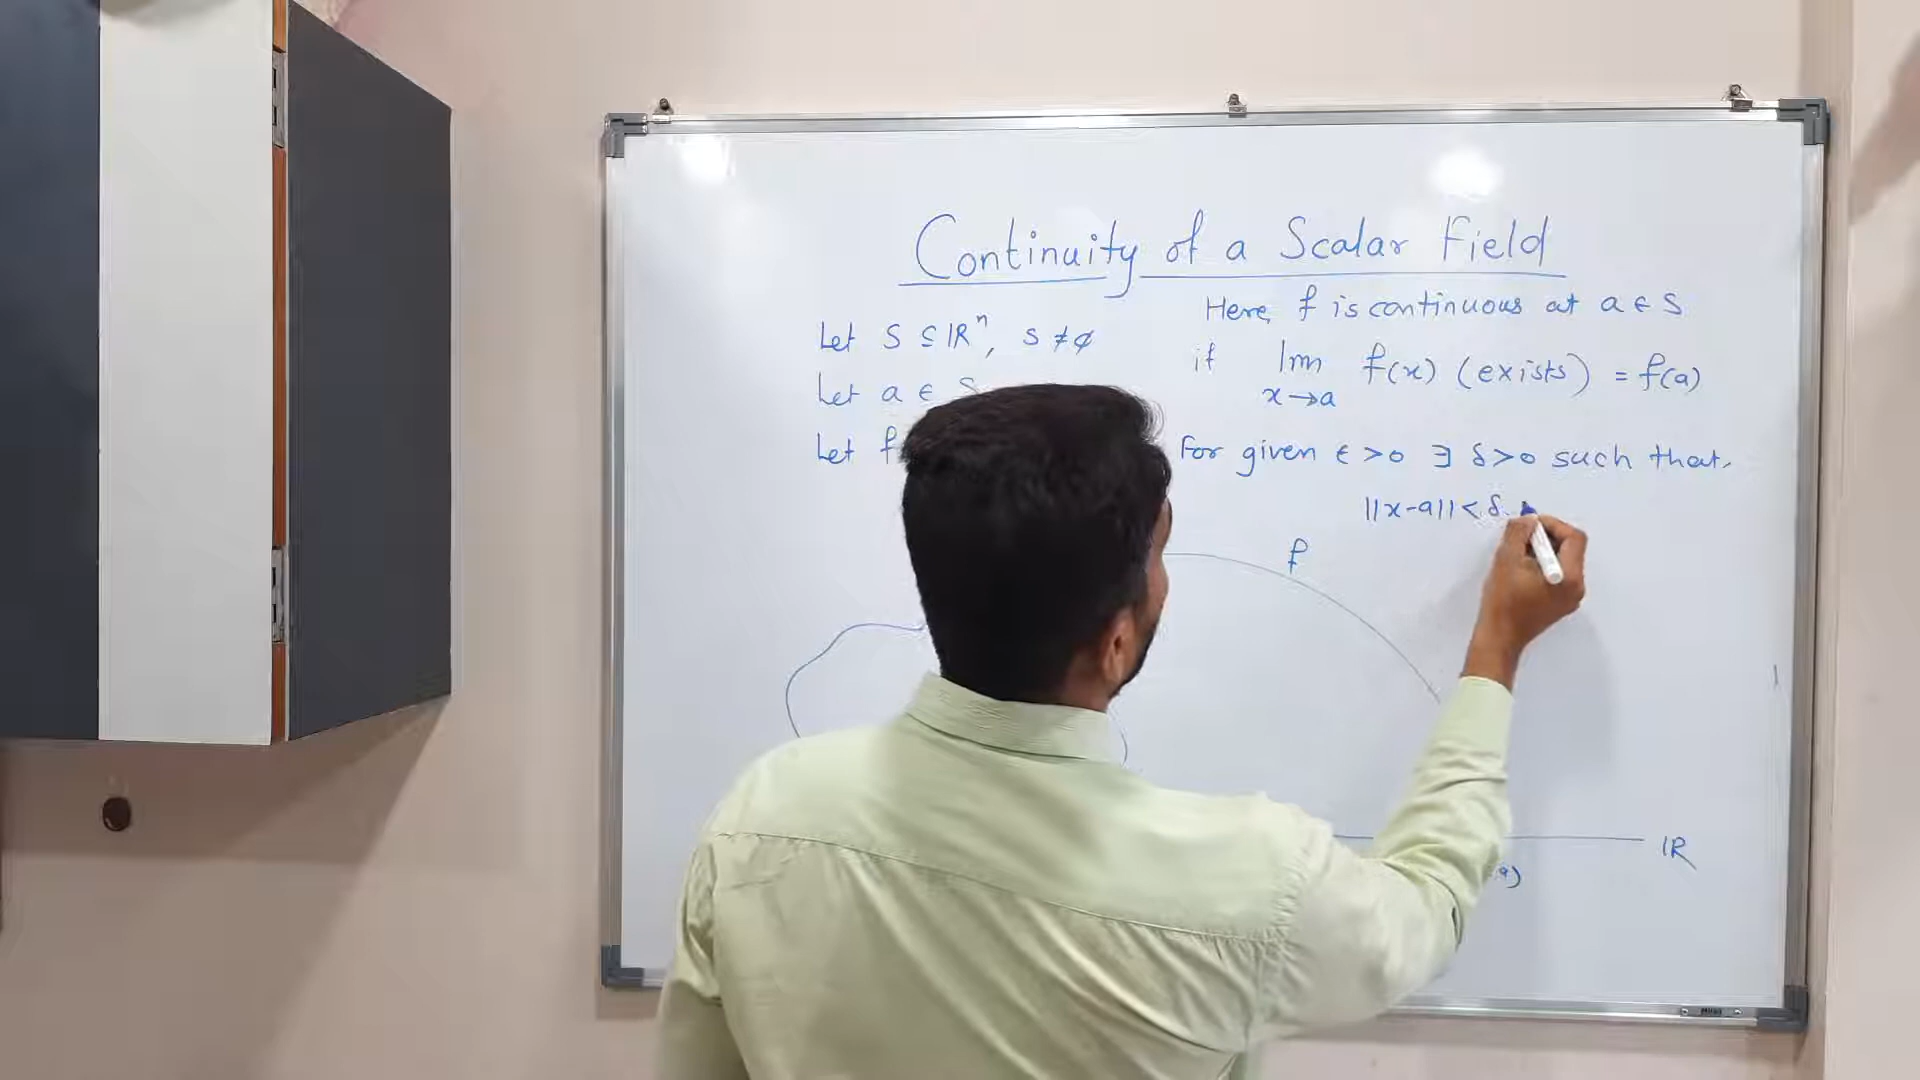 Continuity of a Scalar Field
Let S ⊆ ℝⁿ, S ≠ φ
Let a ∈ S
Let f
Here, f is continuous at a ∈ S
if lim f(x) (exists) = f(a)
x→a
For given ε > 0 ∃ δ > 0 such that,
||x-a|| < δ
f
ℝ
a)